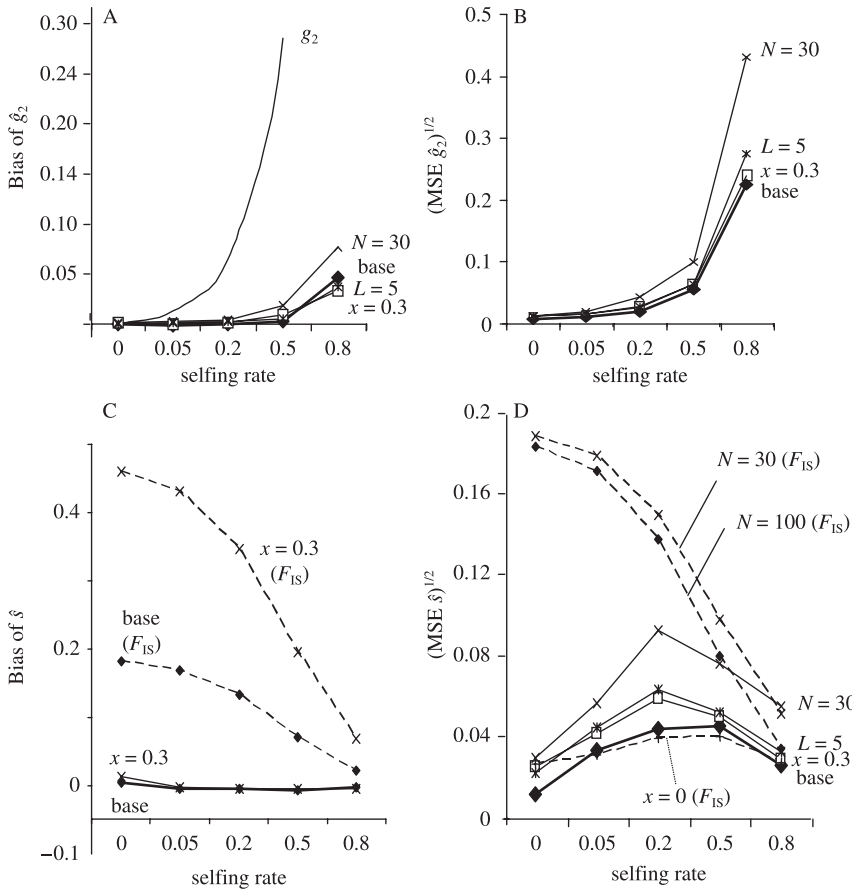 A
0.30
0.24
0.20
0.14
0.10
0.05
Bias of ĝ₂
g₂
N = 30
base
L = 5
x = 0.3
0 0.05 0.2 0.5 0.8
selfing rate
B
0.5
0.4
0.3
0.2
0.1
0
(MSE ĝ₂)^1/2
N = 30
L = 5
x = 0.3
base
0 0.05 0.2 0.5 0.8
selfing rate
C
0.4
0.2
0
−0.1
Bias of ŝ
x = 0.3
(F_IS)
base
(F_IS)
x = 0.3
base
0 0.05 0.2 0.5 0.8
selfing rate
D
0.2
0.16
0.12
0.08
0.04
0
(MSE ŝ)^1/2
N = 30 (F_IS)
N = 100 (F_IS)
N = 30
L = 5
x = 0.3
base
x = 0 (F_IS)
0 0.05 0.2 0.5 0.8
selfing rate